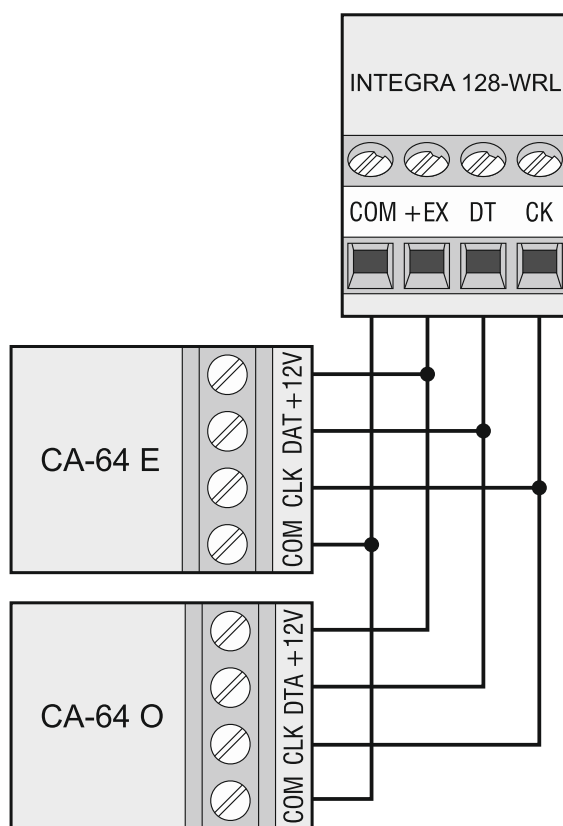 INTEGRA 128-WRL
COM +EX DT CK
CA-64 E
+12V
DAT
CLK
COM
CA-64 O
+12V
DTA
CLK
COM